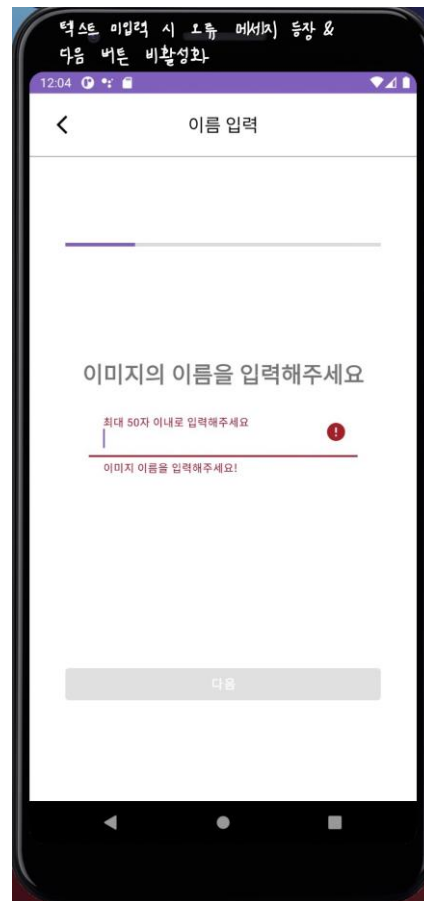 텍스트 미입력 시 오류 메세지 등장 &
다음 버튼 비활성화
12:04
이름 입력
이미지의 이름을 입력해주세요
최대 50자 이내로 입력해주세요
이미지 이름을 입력해주세요!
다음